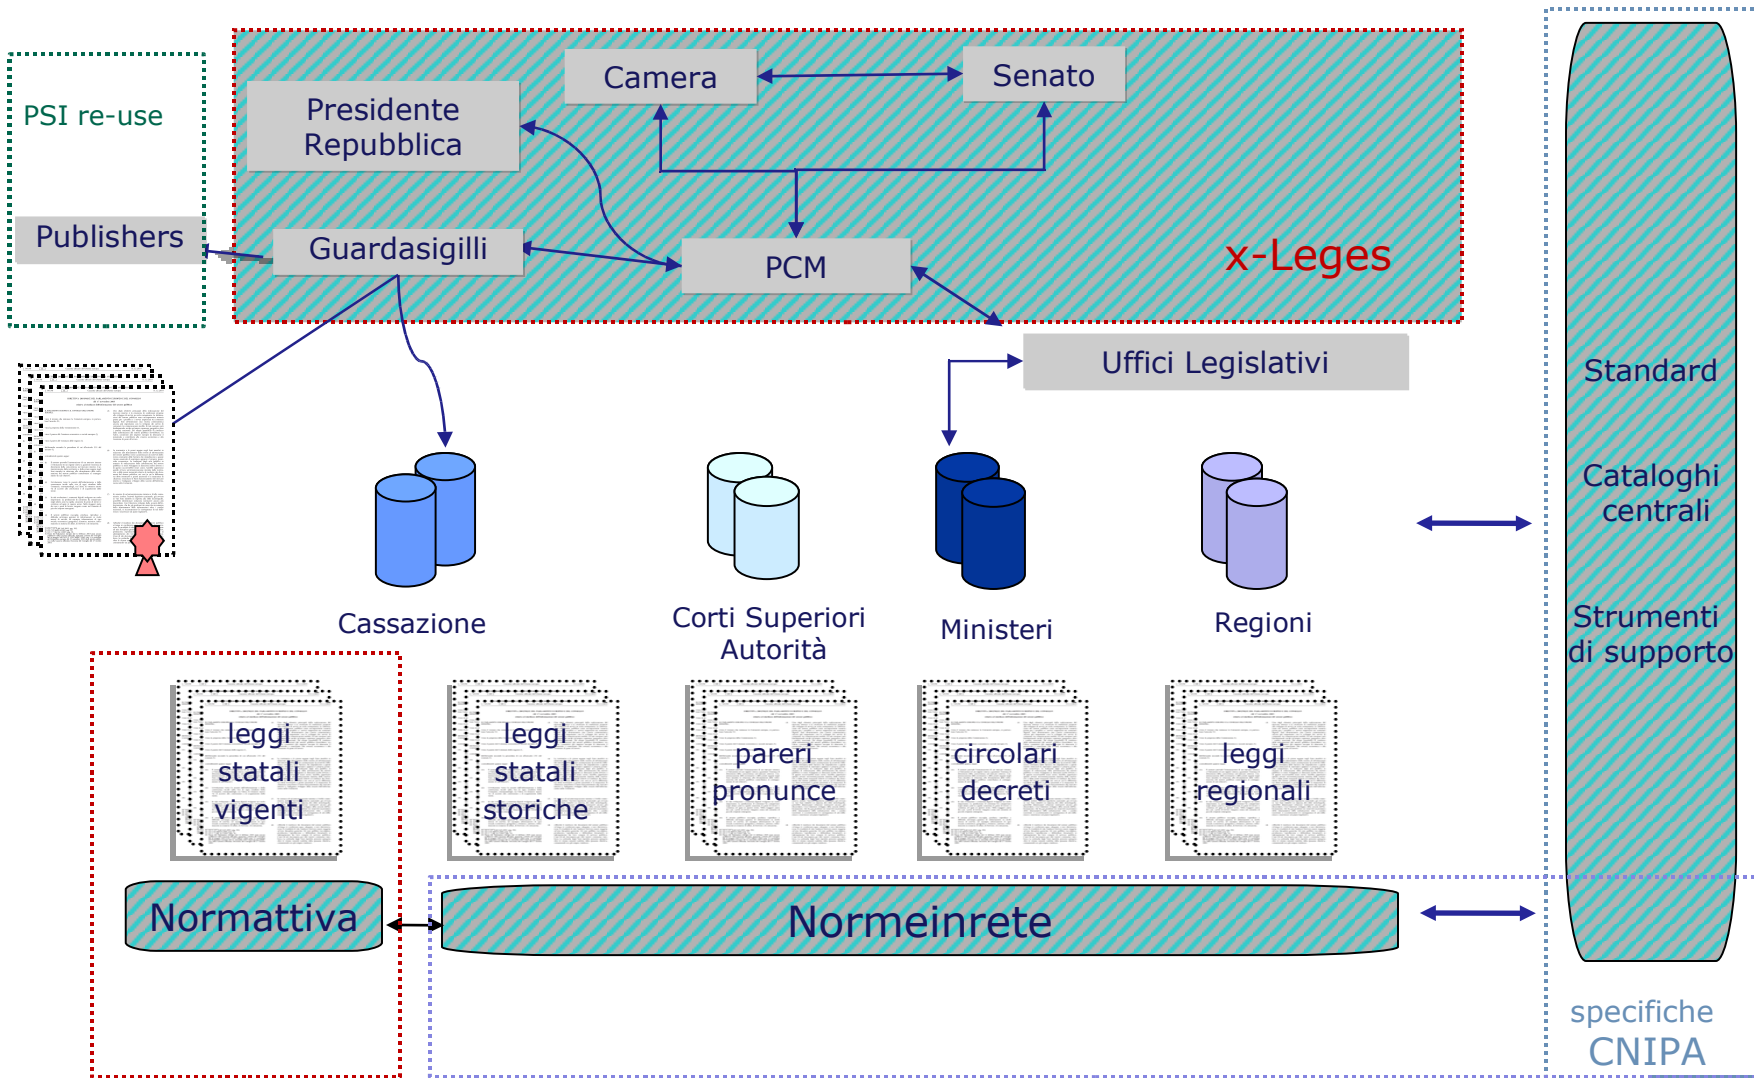 PSI re-use
Camera
Senato
Presidente
Repubblica
Publishers
Guardasigilli
PCM
x-Leges
Uffici Legislativi
Standard
Cataloghi
centrali
Strumenti
di supporto
Cassazione
Corti Superiori
Autorità
Ministeri
Regioni
leggi
statali
vigenti
leggi
statali
storiche
pareri
pronunce
circolari
decreti
leggi
regionali
Normattiva
Normeinrete
specifiche
CNIPA